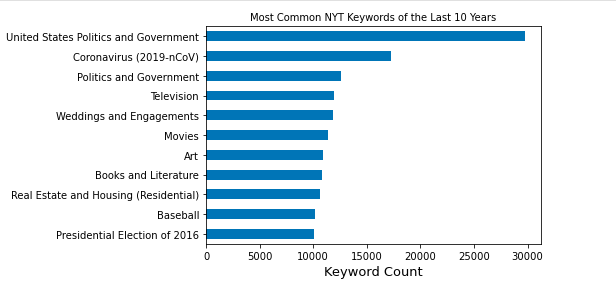 Most Common NYT Keywords of the Last 10 Years
United States Politics and Government
Coronavirus (2019-nCoV)
Politics and Government
Television
Weddings and Engagements
Movies
Art
Books and Literature
Real Estate and Housing (Residential)
Baseball
Presidential Election of 2016
0 5000 10000 15000 20000 25000 30000
Keyword Count